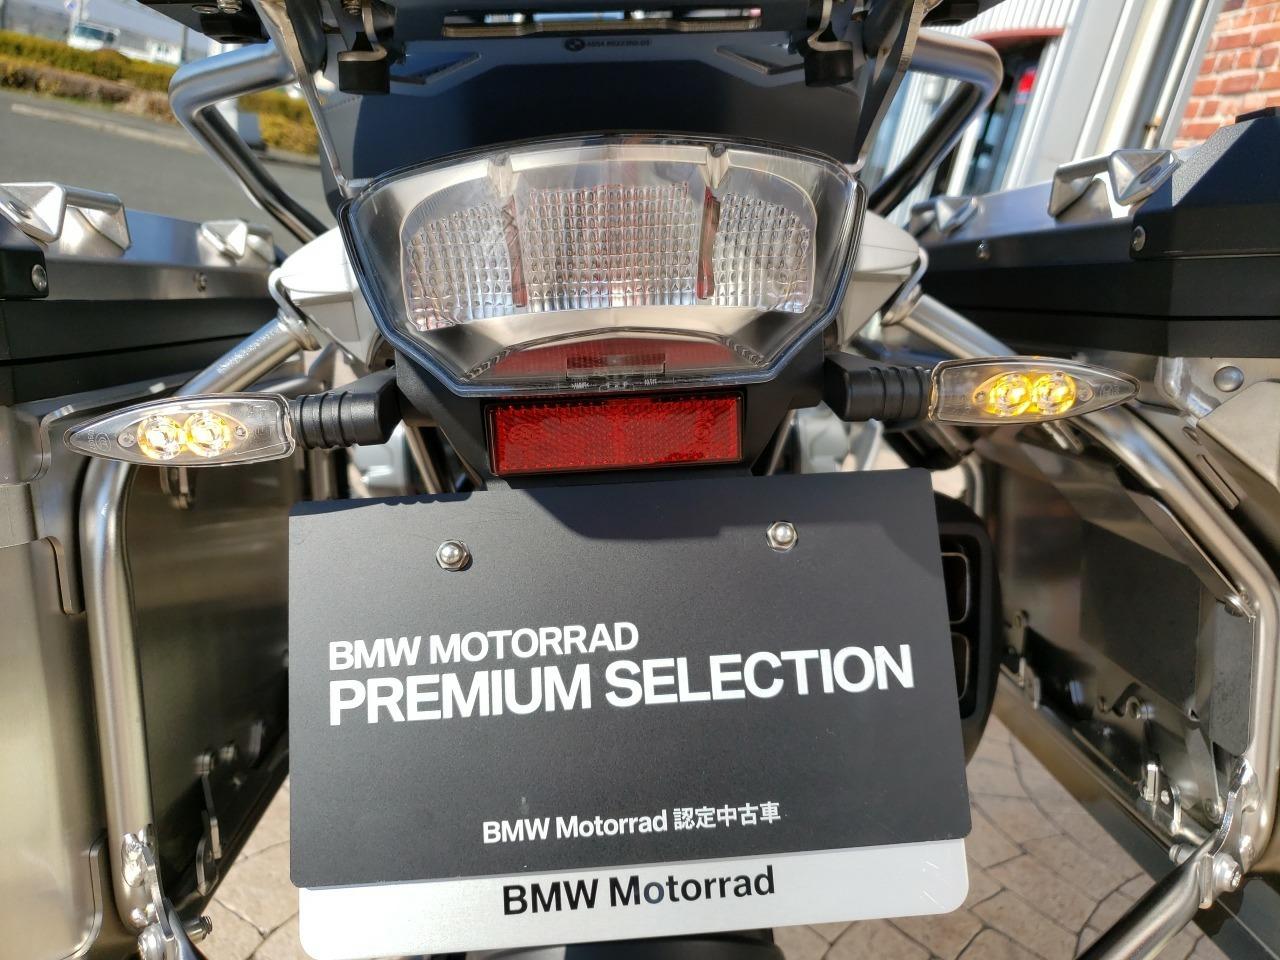 BMW MOTORRAD
PREMIUM SELECTION
BMW Motorrad 認定中古車
BMW Motorrad